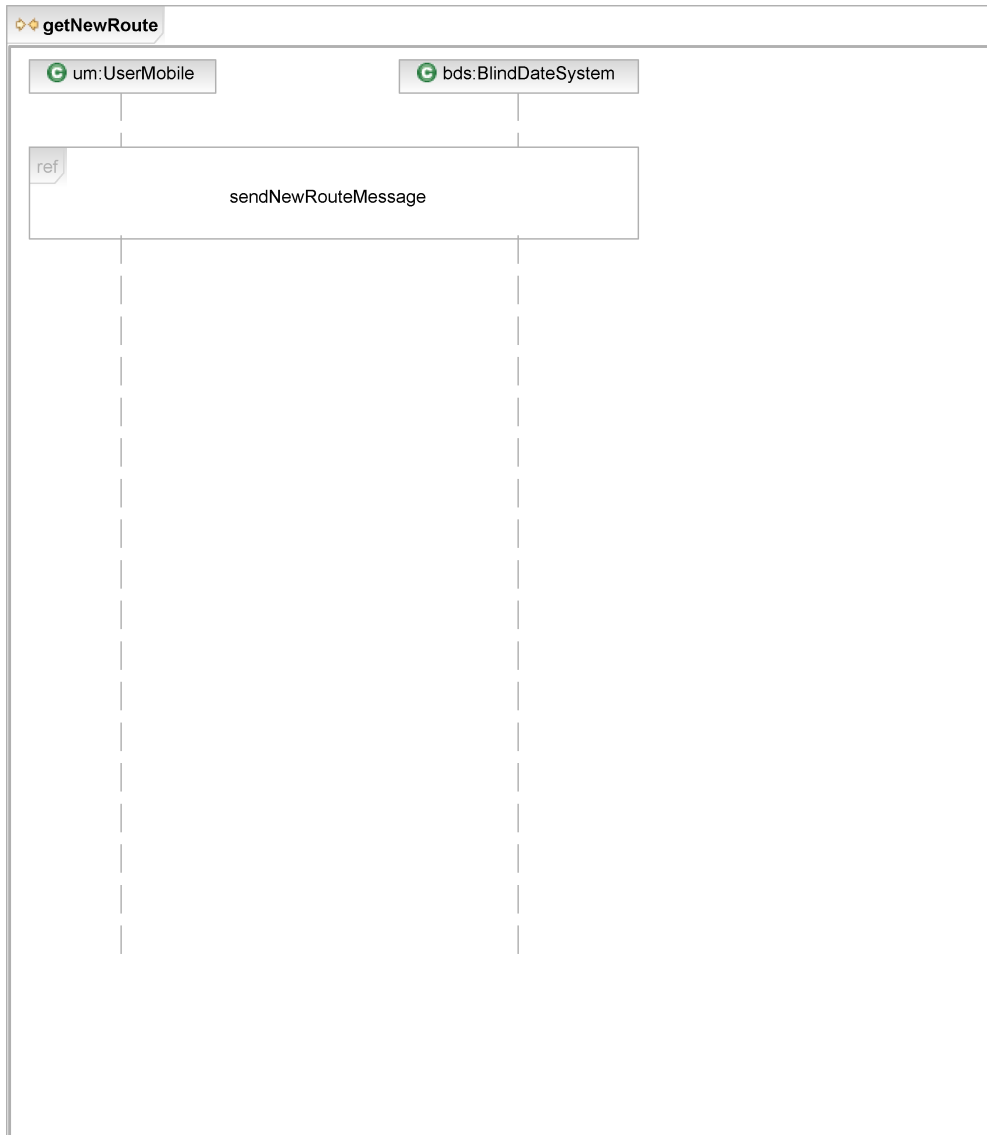 getNewRoute
C um:UserMobile
C bds:BlindDateSystem
ref
sendNewRouteMessage